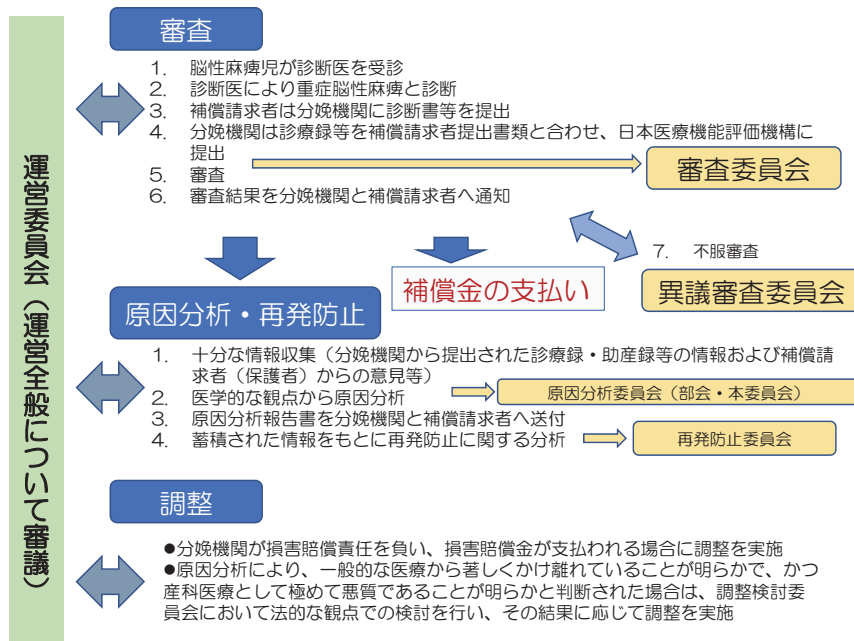 運営委員会（運営全般について審議）
審査
1. 脳性麻痺児が診断医を受診
2. 診断医により重症脳性麻痺と診断
3. 補償請求者は分娩機関に診断書等を提出
4. 分娩機関は診療録等を補償請求者提出書類と合わせ、日本医療機能評価機構に
提出
5. 審査
6. 審査結果を分娩機関と補償請求者へ通知
審査委員会
7. 不服審査
異議審査委員会
補償金の支払い
原因分析・再発防止
1. 十分な情報収集（分娩機関から提出された診療録・助産録等の情報および補償請
求者（保護者）からの意見等）
2. 医学的な観点から原因分析
原因分析委員会（部会・本委員会）
3. 原因分析報告書を分娩機関と補償請求者へ送付
4. 蓄積された情報をもとに再発防止に関する分析
再発防止委員会
調整
●分娩機関が損害賠償責任を負い、損害賠償金が支払われる場合に調整を実施
●原因分析により、一般的な医療から著しくかけ離れていることが明らかで、かつ
産科医療として極めて悪質であることが明らかと判断された場合は、調整検討委
員会において法的な観点での検討を行い、その結果に応じて調整を実施